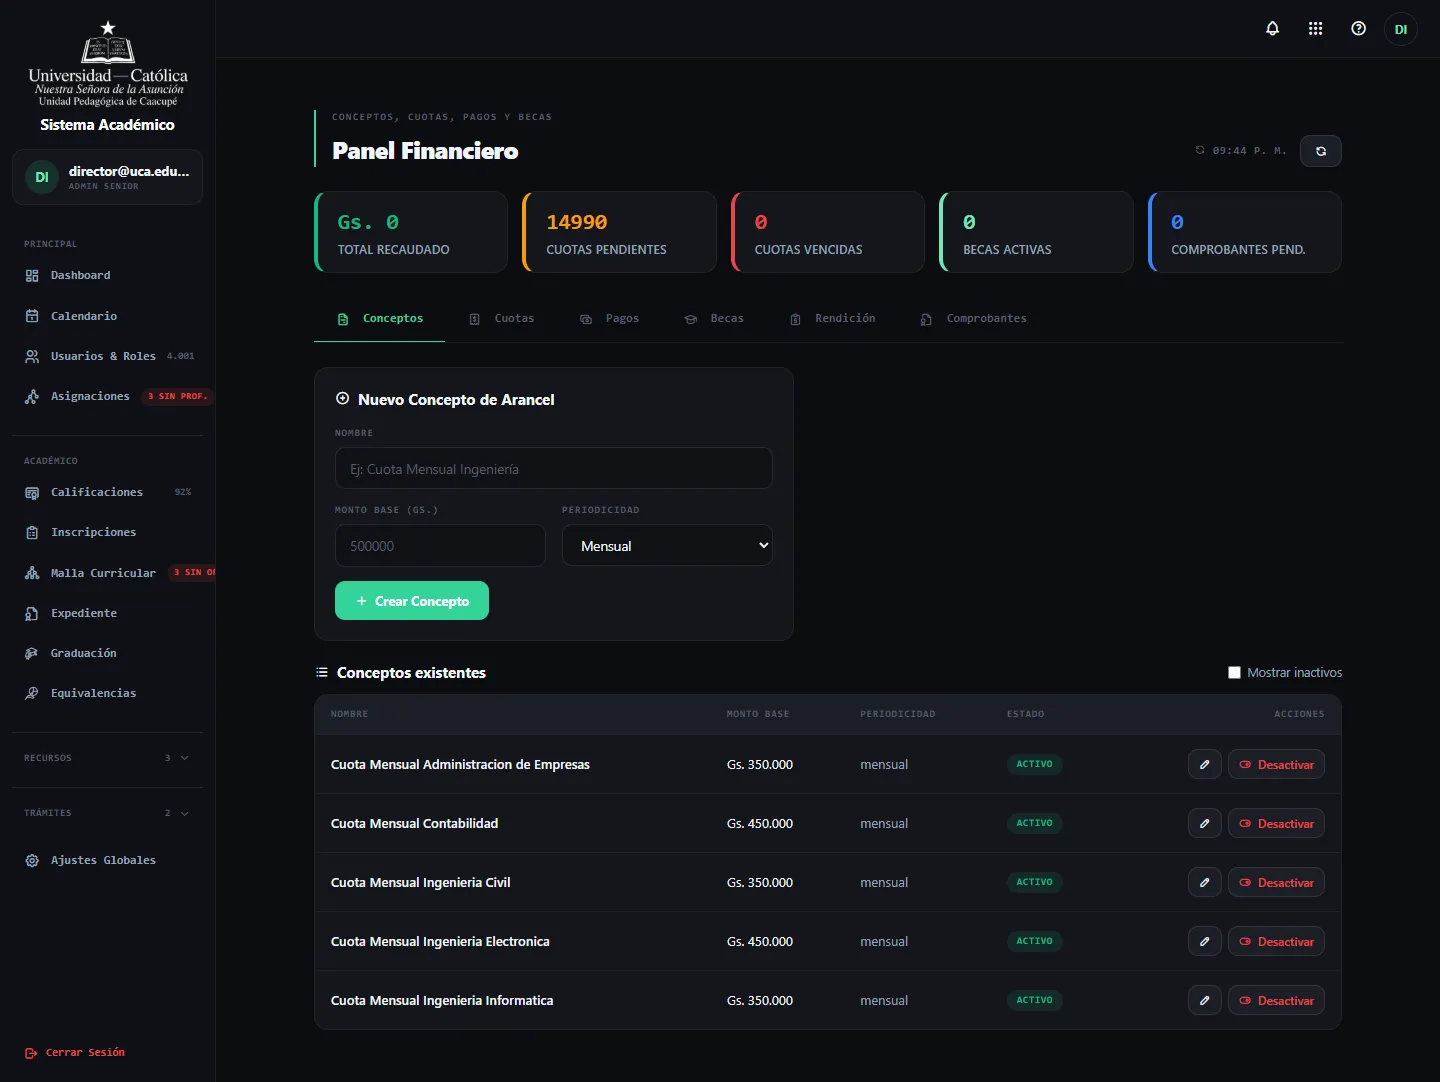 Universidad—Católica
Nuestra Señora de la Asunción
Unidad Pedagógica de Caacupé
Sistema Académico
DI
director@uca.edu...
ADMIN SENIOR
PRINCIPAL
Dashboard
Calendario
Usuarios & Roles 4.001
Asignaciones 3 SIN PROF.
ACADÉMICO
Calificaciones 92%
Inscripciones
Malla Curricular 3 SIN
Expediente
Graduación
Equivalencias
RECURSOS 3
TRÁMITES 2
Ajustes Globales
Cerrar Sesión
DI
CONCEPTOS, CUOTAS, PAGOS Y BECAS
Panel Financiero
09:44 P. M.
Gs. 0
TOTAL RECAUDADO
14990
CUOTAS PENDIENTES
0
CUOTAS VENCIDAS
0
BECAS ACTIVAS
0
COMPROBANTES PEND.
Conceptos Cuotas Pagos Becas Rendición Comprobantes
Nuevo Concepto de Arancel
NOMBRE
Ej: Cuota Mensual Ingeniería
MONTO BASE (GS.) PERIODICIDAD
500000 Mensual
+ Crear Concepto
Conceptos existentes
Mostrar inactivos
NOMBRE MONTO BASE PERIODICIDAD ESTADO ACCIONES
Cuota Mensual Administracion de Empresas Gs. 350.000 mensual ACTIVO Desactivar
Cuota Mensual Contabilidad Gs. 450.000 mensual ACTIVO Desactivar
Cuota Mensual Ingenieria Civil Gs. 350.000 mensual ACTIVO Desactivar
Cuota Mensual Ingenieria Electronica Gs. 450.000 mensual ACTIVO Desactivar
Cuota Mensual Ingenieria Informatica Gs. 350.000 mensual ACTIVO Desactivar